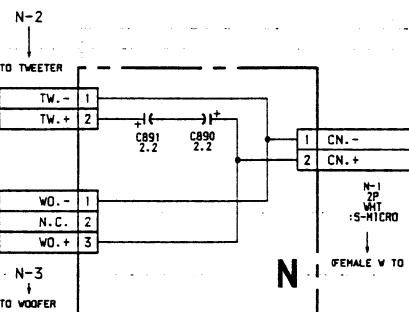 N-2
TO TWEETER
TW.- 1
TW.+ 2
+ +
C891 C890
2.2 2.2
1 CN.-
2 CN.+
WO.- 1
N.C. 2
WO.+ 3
N-1
2P
WHT
:S-MICRO
N-3
TO WOOFER
N
(FEMALE W TO